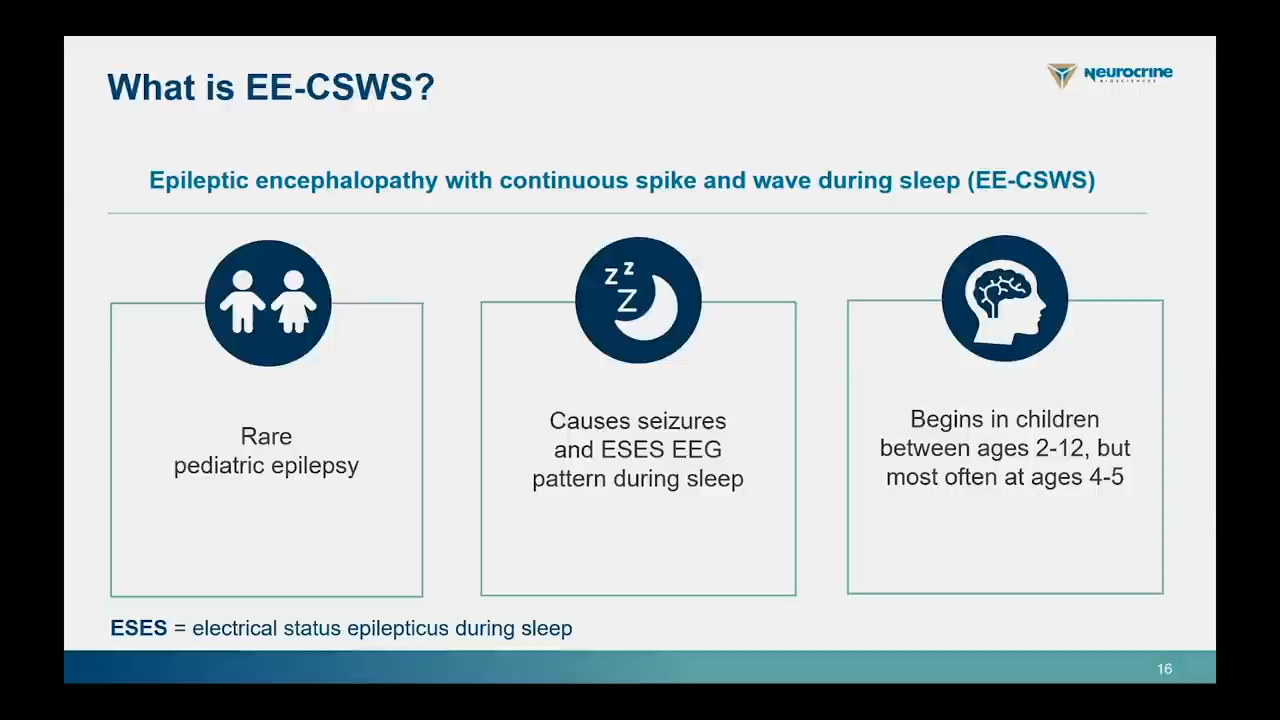 What is EE-CSWS?
Neurocrine
BIOSCIENCES
Epileptic encephalopathy with continuous spike and wave during sleep (EE-CSWS)
z z
Z
Rare
pediatric epilepsy
Causes seizures
and ESES EEG
pattern during sleep
Begins in children
between ages 2-12, but
most often at ages 4-5
ESES = electrical status epilepticus during sleep
16